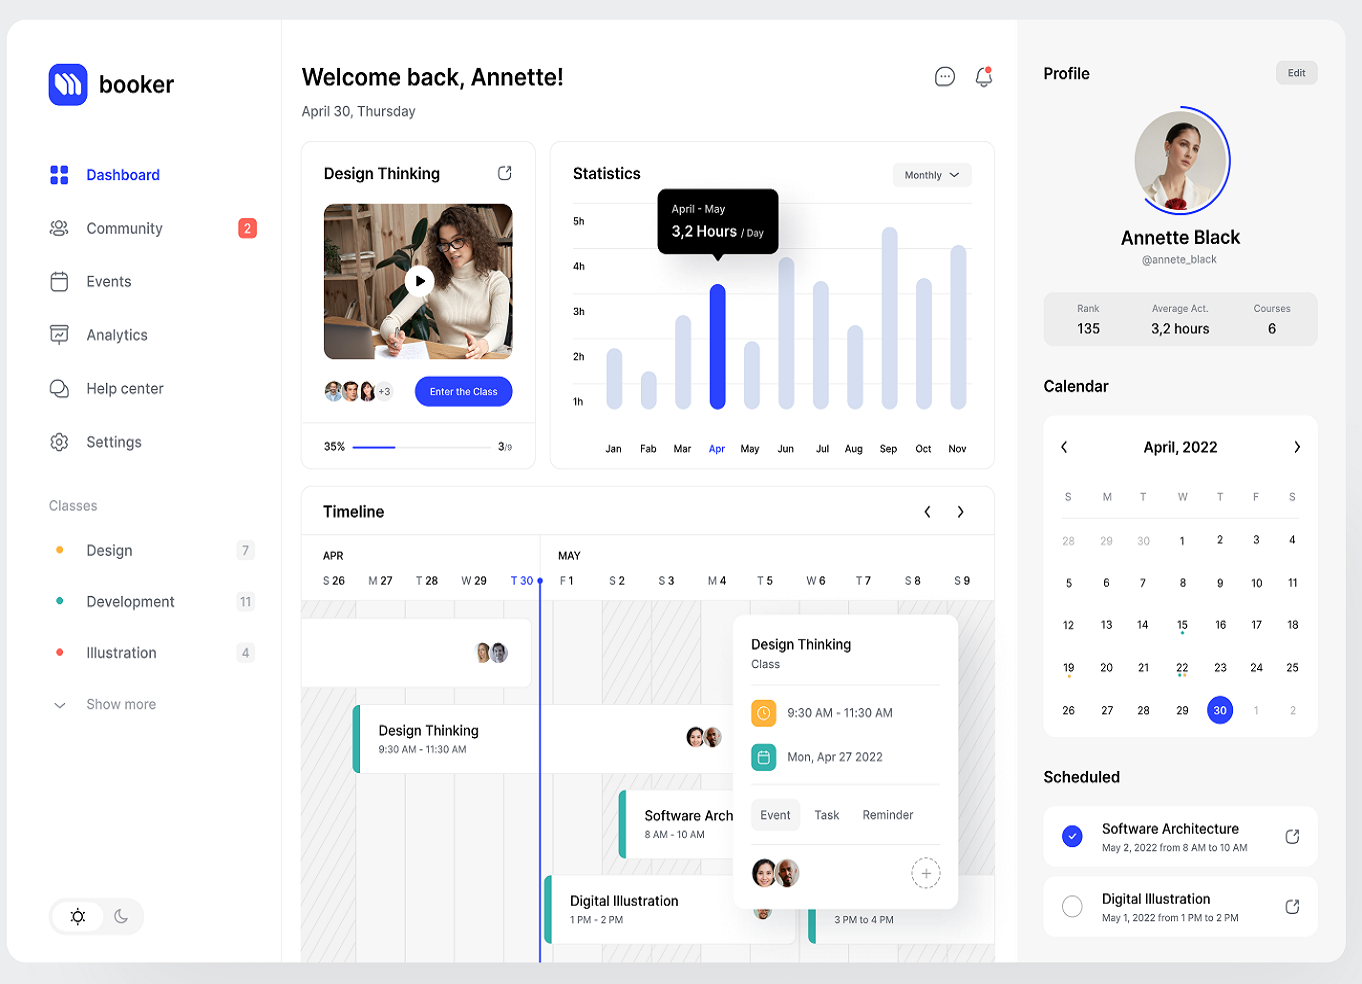 booker
Dashboard
Community 2
Events
Analytics
Help center
Settings
Classes
Design 7
Development 11
Illustration 4
Show more
Welcome back, Annette!
April 30, Thursday
Design Thinking
+3
Enter the Class
35%
3/9
Statistics
Monthly
April - May
3,2 Hours / Day
5h
4h
3h
2h
1h
Jan Fab Mar Apr May Jun Jul Aug Sep Oct Nov
Timeline
APR MAY
S 26 M 27 T 28 W 29 T 30 F 1 S 2 S 3 M 4 T 5 W 6 T 7 S 8 S 9
Design Thinking
9:30 AM - 11:30 AM
Software Arch
8 AM - 10 AM
Digital Illustration
1 PM - 2 PM
3 PM to 4 PM
Design Thinking
Class
9:30 AM - 11:30 AM
Mon, Apr 27 2022
Event Task Reminder
Profile
Edit
Annette Black
@annete_black
Rank Average Act. Courses
135 3,2 hours 6
Calendar
April, 2022
S M T W T F S
28 29 30 1 2 3 4
5 6 7 8 9 10 11
12 13 14 15 16 17 18
19 20 21 22 23 24 25
26 27 28 29 30 1 2
Scheduled
Software Architecture
May 2, 2022 from 8 AM to 10 AM
Digital Illustration
May 1, 2022 from 1 PM to 2 PM